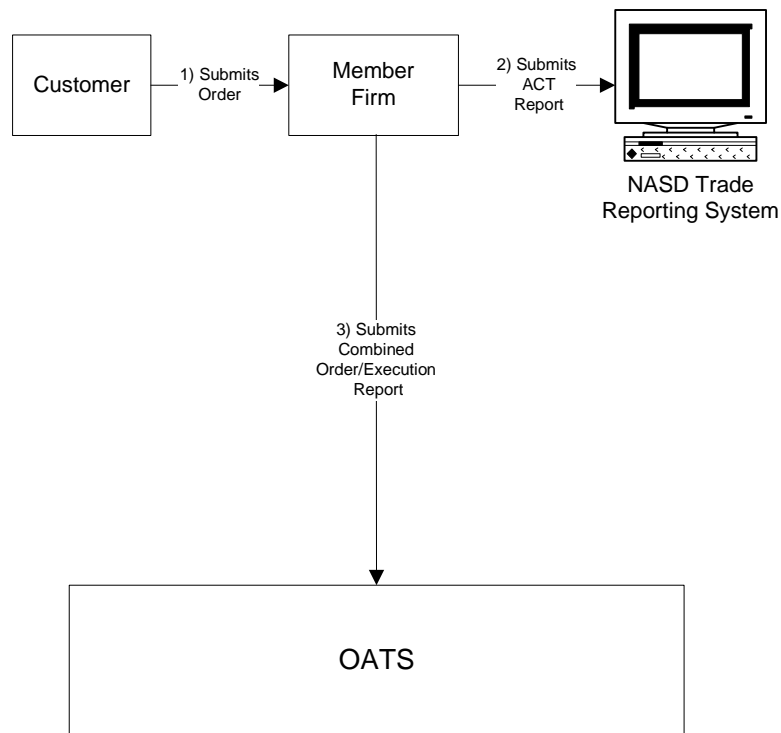 Customer
1) Submits
Order
Member
Firm
2) Submits
ACT
Report
NASD Trade
Reporting System
3) Submits
Combined
Order/Execution
Report
OATS